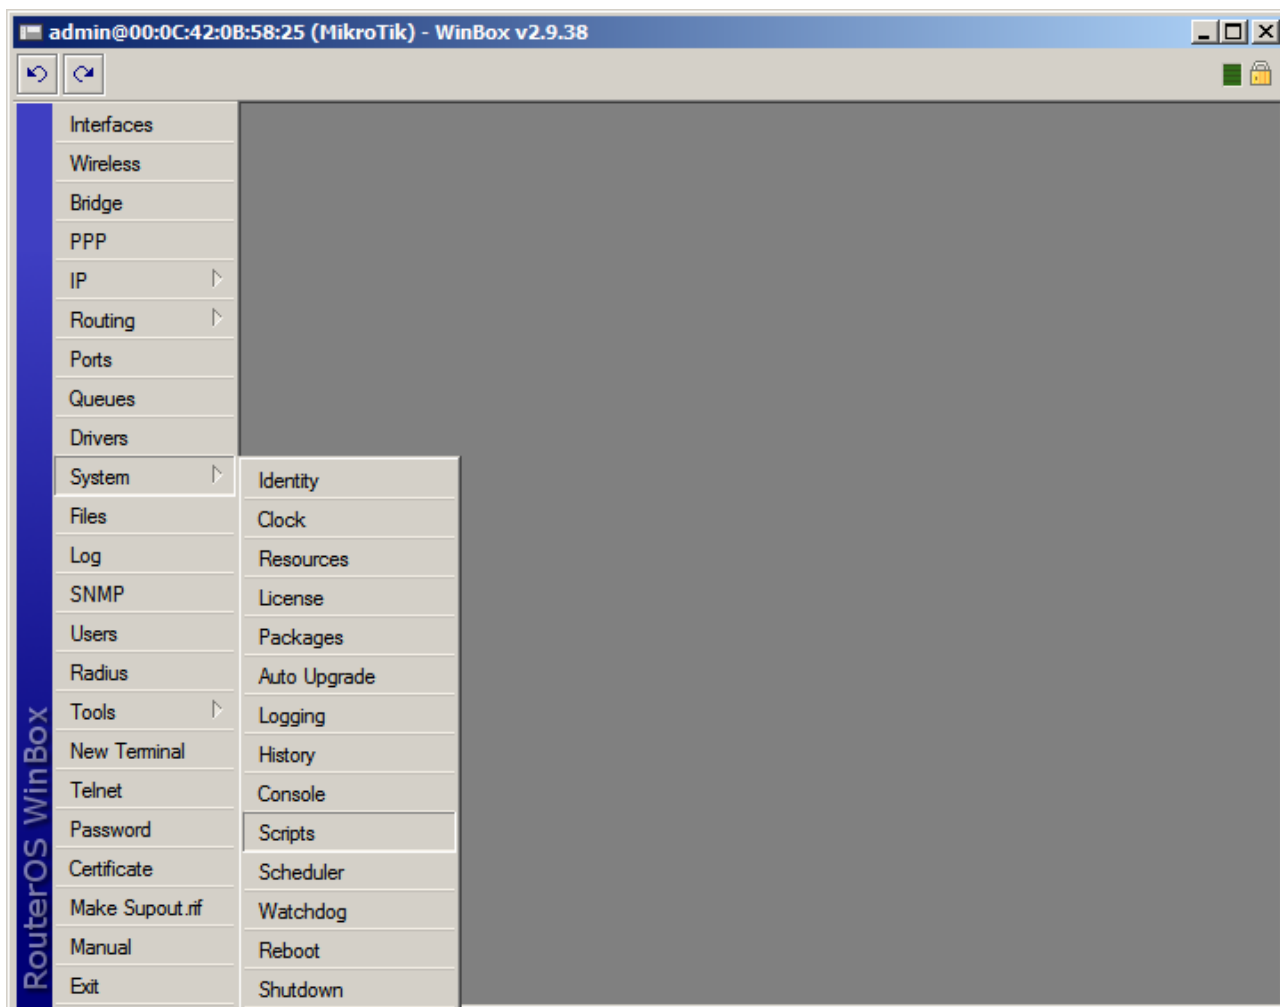 admin@00:0C:42:0B:58:25 (MikroTik) - WinBox v2.9.38
Interfaces
Wireless
Bridge
PPP
IP
Routing
Ports
Queues
Drivers
System
Files
Log
SNMP
Users
Radius
Tools
New Terminal
Telnet
Password
Certificate
Make Supout.rif
Manual
Exit
Identity
Clock
Resources
License
Packages
Auto Upgrade
Logging
History
Console
Scripts
Scheduler
Watchdog
Reboot
Shutdown
RouterOS WinBox